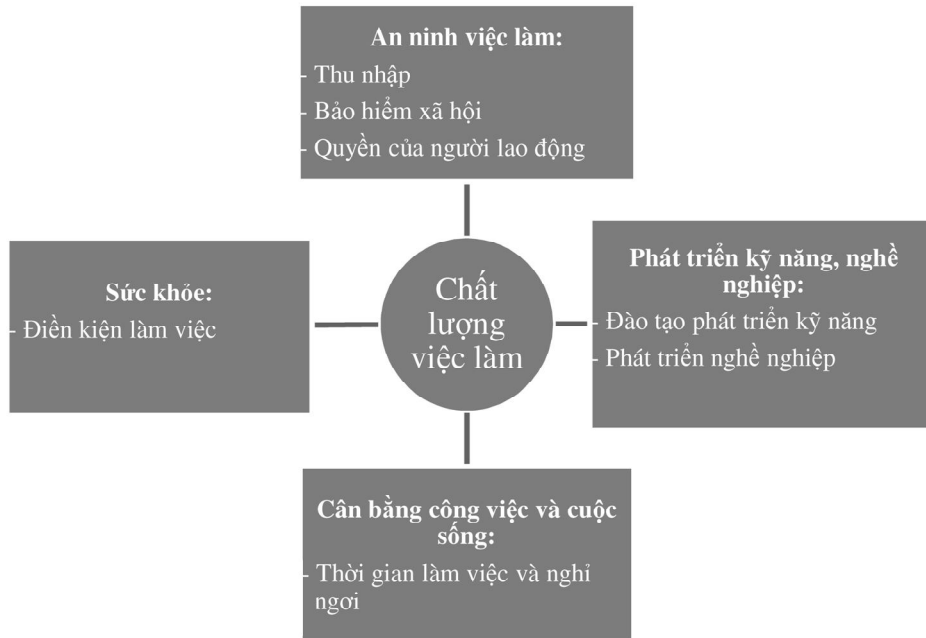 An ninh việc làm:
- Thu nhập
- Bảo hiểm xã hội
- Quyền của người lao động
Sức khỏe:
- Điền kiện làm việc
Chất
lượng
việc làm
Phát triển kỹ năng, nghề
nghiệp:
- Đào tạo phát triển kỹ năng
- Phát triển nghề nghiệp
Cân bằng công việc và cuộc
sống:
- Thời gian làm việc và nghỉ
ngơi